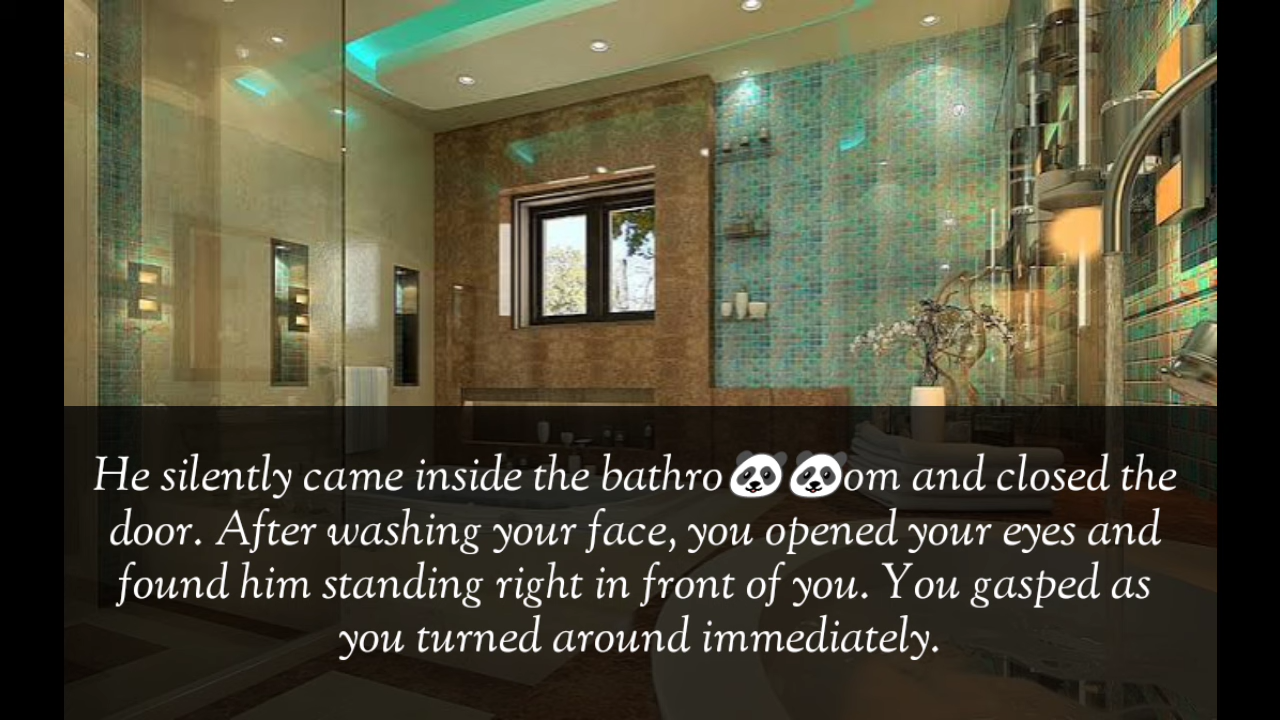 He silently came inside the bathro🐼🐼om and closed the
door. After washing your face, you opened your eyes and
found him standing right in front of you. You gasped as
you turned around immediately.